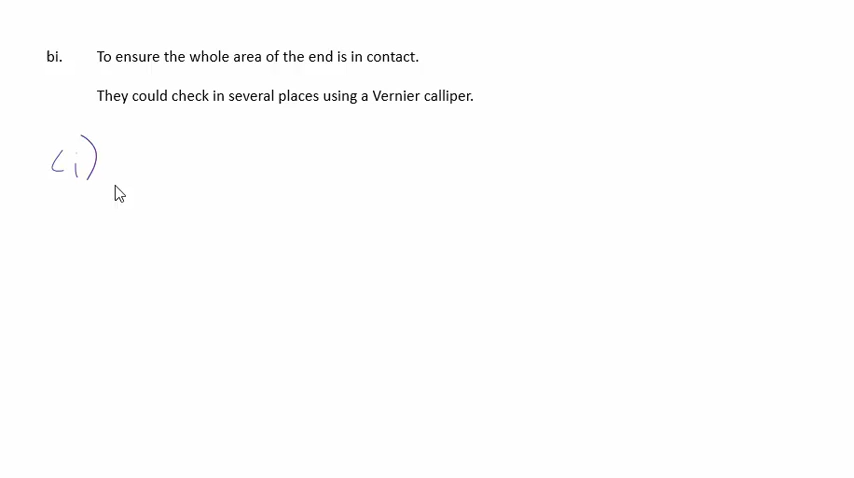 bi. To ensure the whole area of the end is in contact.
They could check in several places using a Vernier calliper.
(i)